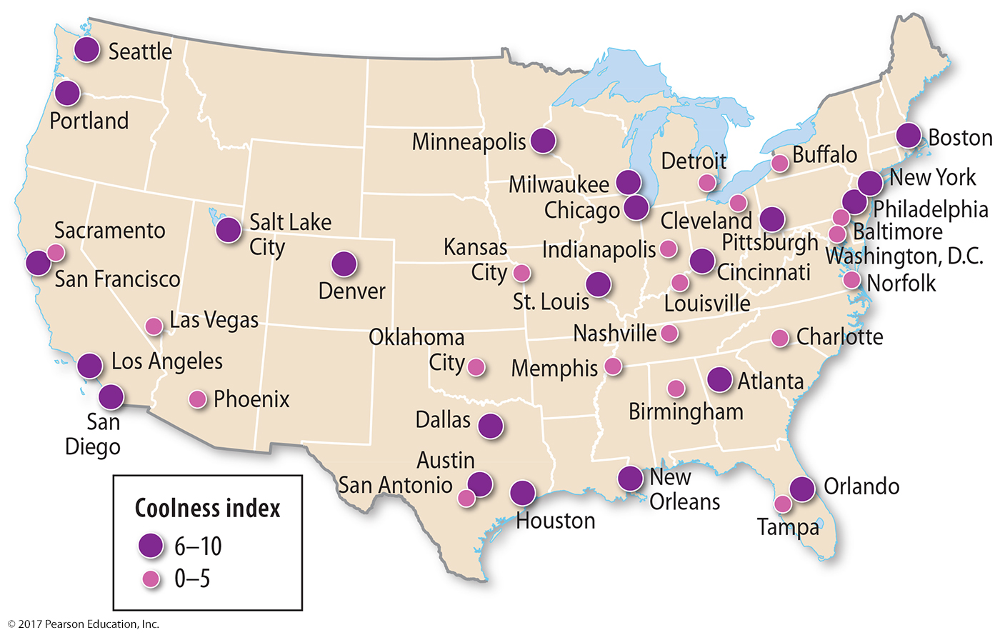 Seattle
Portland
Minneapolis
Boston
Buffalo
Detroit
New York
Milwaukee
Chicago
Philadelphia
Cleveland
Salt Lake
City
Sacramento
Baltimore
Pittsburgh
Kansas
City
Indianapolis
Washington, D.C.
San Francisco
Denver
Cincinnati
Norfolk
St. Louis
Louisville
Las Vegas
Oklahoma
City
Nashville
Charlotte
Los Angeles
Memphis
Atlanta
Phoenix
Birmingham
San
Diego
Dallas
Austin
San Antonio
New
Orleans
Orlando
Houston
Tampa
Coolness index
6–10
0–5
© 2017 Pearson Education, Inc.